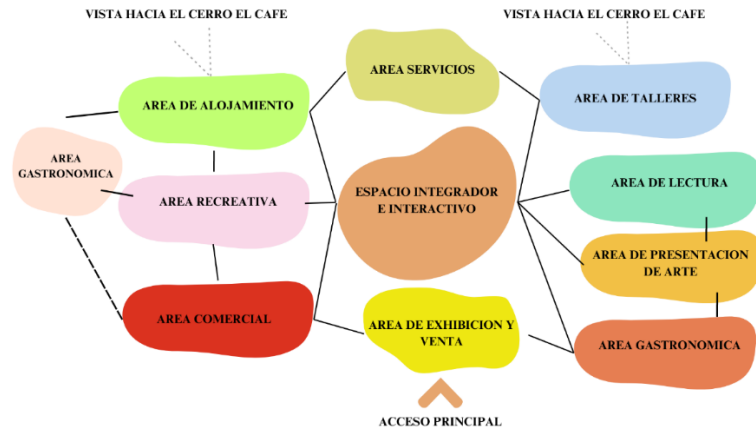 VISTA HACIA EL CERRO EL CAFE
VISTA HACIA EL CERRO EL CAFE
AREA SERVICIOS
AREA DE ALOJAMIENTO
AREA DE TALLERES
AREA
GASTRONOMICA
AREA RECREATIVA
ESPACIO INTEGRADOR
E INTERACTIVO
AREA DE LECTURA
AREA DE PRESENTACION
DE ARTE
AREA COMERCIAL
AREA DE EXHIBICION Y
VENTA
AREA GASTRONOMICA
ACCESO PRINCIPAL